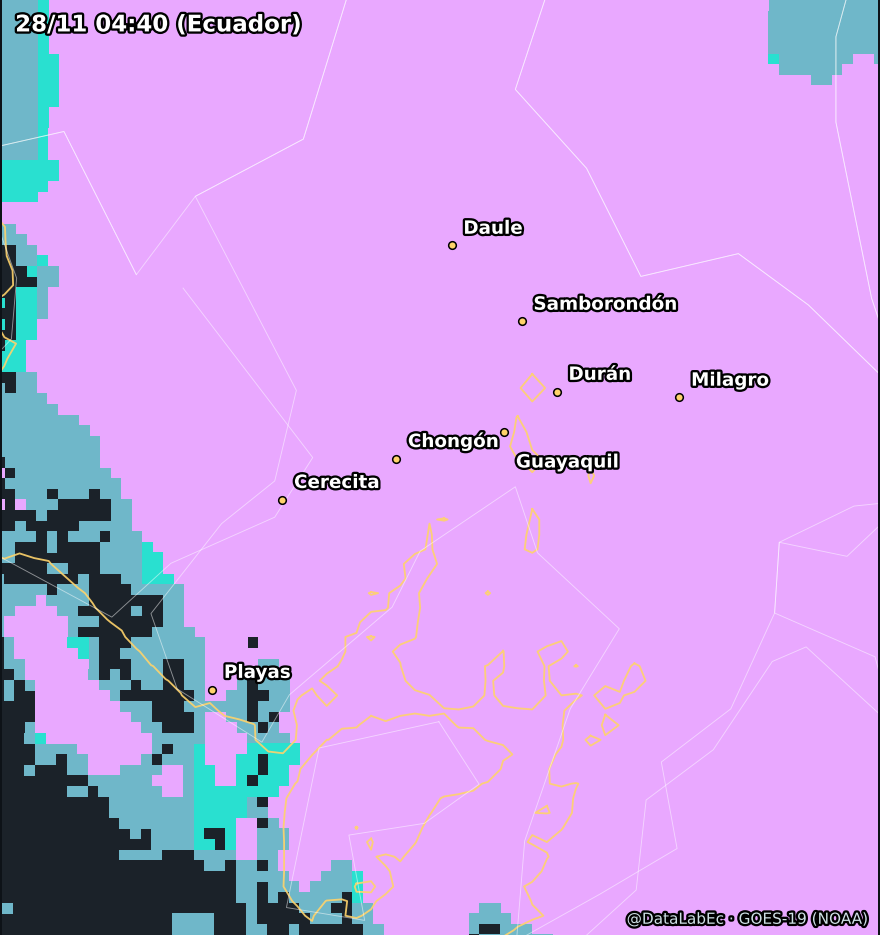 28/11 04:40 (Ecuador)
Daule
Samborondón
Durán
Milagro
Chongón
Guayaquil
Cerecita
Playas
@DataLabEc · GOES-19 (NOAA)